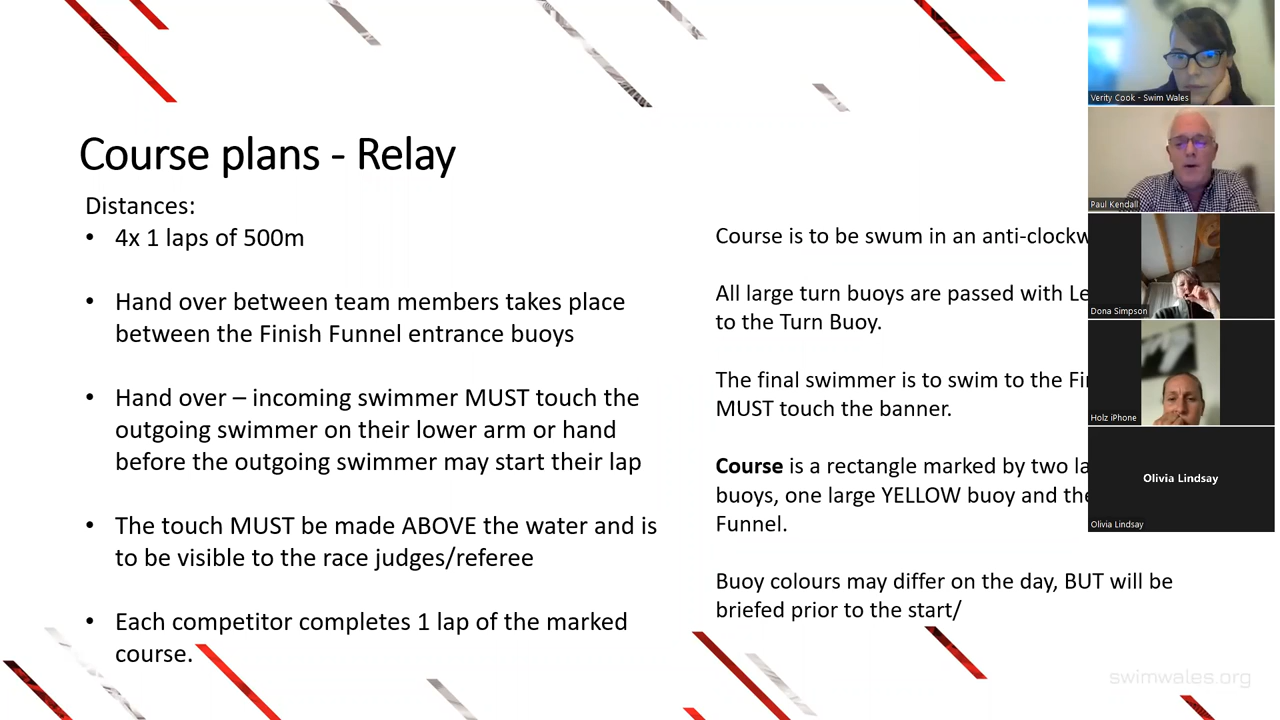 Course plans - Relay
Distances:
• 4x 1 laps of 500m
• Hand over between team members takes place
between the Finish Funnel entrance buoys
• Hand over – incoming swimmer MUST touch the
outgoing swimmer on their lower arm or hand
before the outgoing swimmer may start their lap
• The touch MUST be made ABOVE the water and is
to be visible to the race judges/referee
• Each competitor completes 1 lap of the marked
course.
Course is to be swum in an anti-clockw
All large turn buoys are passed with Le
to the Turn Buoy.
The final swimmer is to swim to the Fi
MUST touch the banner.
Course is a rectangle marked by two la
buoys, one large YELLOW buoy and the
Funnel.
Buoy colours may differ on the day, BUT will be
briefed prior to the start/
Verity Cook - Swim Wales
Paul Kendall
Dona Simpson
Holz iPhone
Olivia Lindsay
Olivia Lindsay
swimwales.org